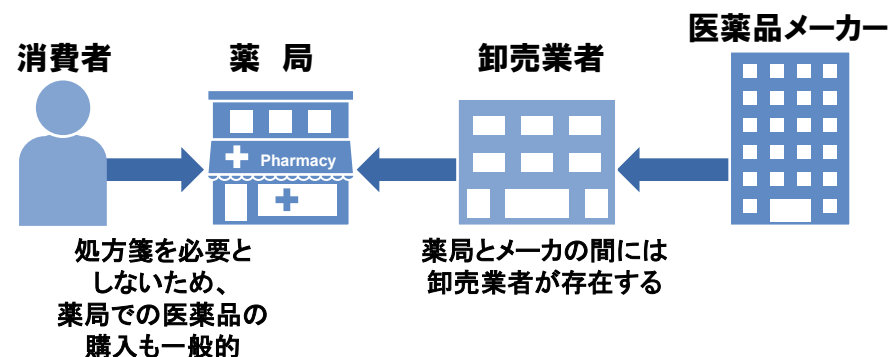 消費者
薬 局
卸売業者
医薬品メーカー
Pharmacy
処方箋を必要と
しないため、
薬局での医薬品の
購入も一般的
薬局とメーカの間には
卸売業者が存在する